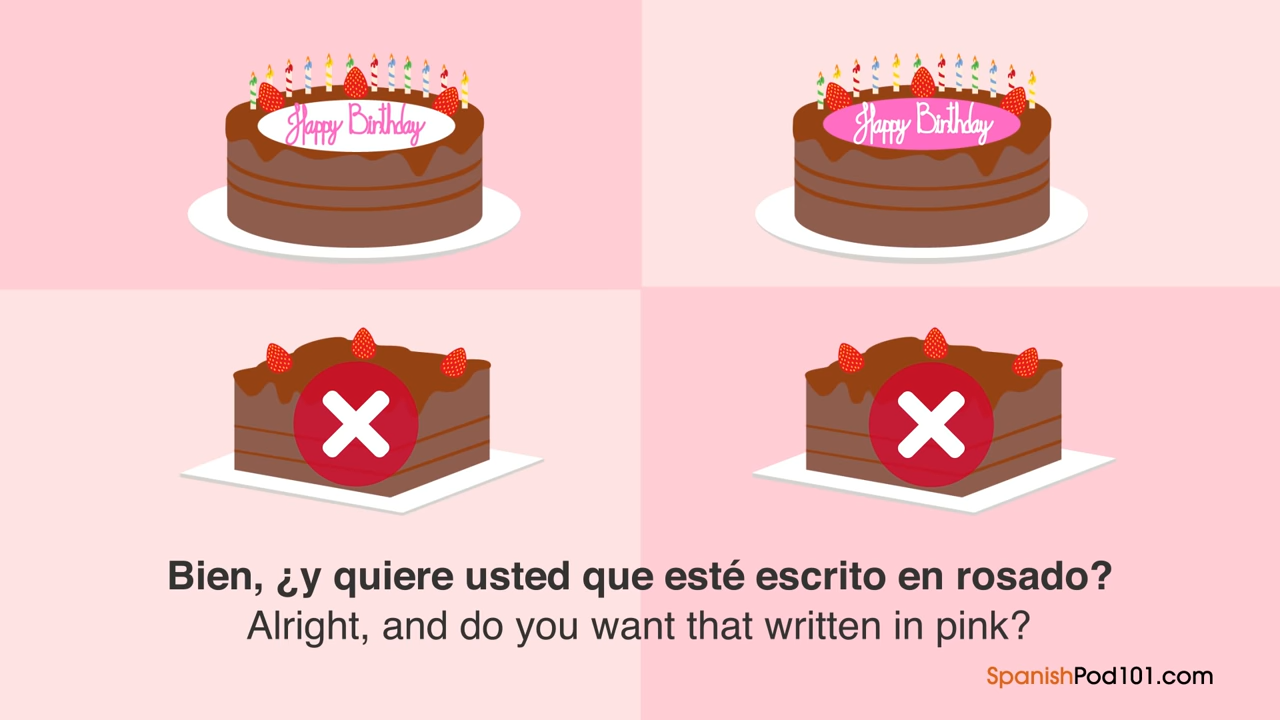 Happy Birthday
Happy Birthday
Bien, ¿y quiere usted que esté escrito en rosado?
Alright, and do you want that written in pink?
SpanishPod101.com